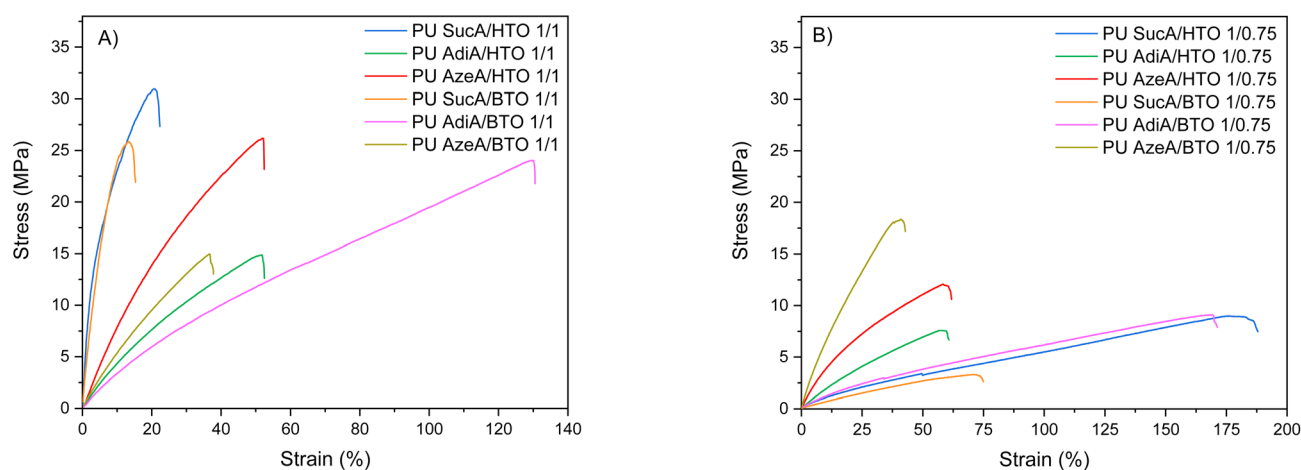 A)
PU SucA/HTO 1/1
PU AdiA/HTO 1/1
PU AzeA/HTO 1/1
PU SucA/BTO 1/1
PU AdiA/BTO 1/1
PU AzeA/BTO 1/1
Stress (MPa)
35
30
25
20
15
10
5
0
0 20 40 60 80 100 120 140
Strain (%)
B)
PU SucA/HTO 1/0.75
PU AdiA/HTO 1/0.75
PU AzeA/HTO 1/0.75
PU SucA/BTO 1/0.75
PU AdiA/BTO 1/0.75
PU AzeA/BTO 1/0.75
Stress (MPa)
35
30
25
20
15
10
5
0
0 25 50 75 100 125 150 175 200
Strain (%)